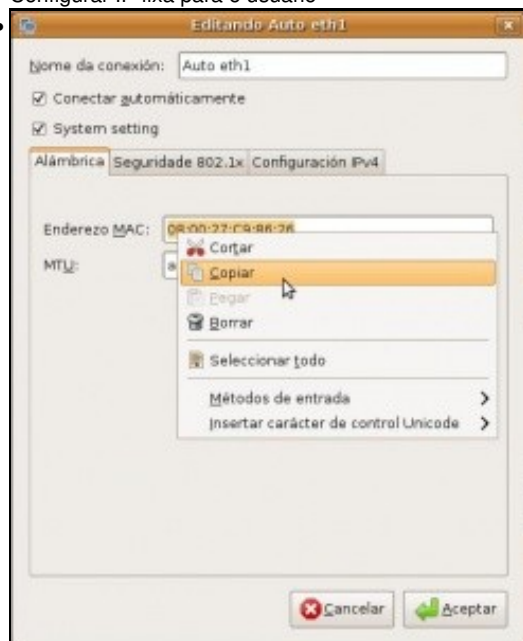 Configurar IP fixa para o usuario
Editando Auto eth1
Nome da conexión: Auto eth1
Conectar automáticamente
System setting
Alámbrica Seguridade 802.1x Configuración IPv4
Enderezo MAC: 08:00:27:C9:86:26
MTU: a
Cortar
Copiar
Pegar
Borrar
Seleccionar todo
Métodos de entrada
Insertar carácter de control Unicode
Cancelar Aceptar